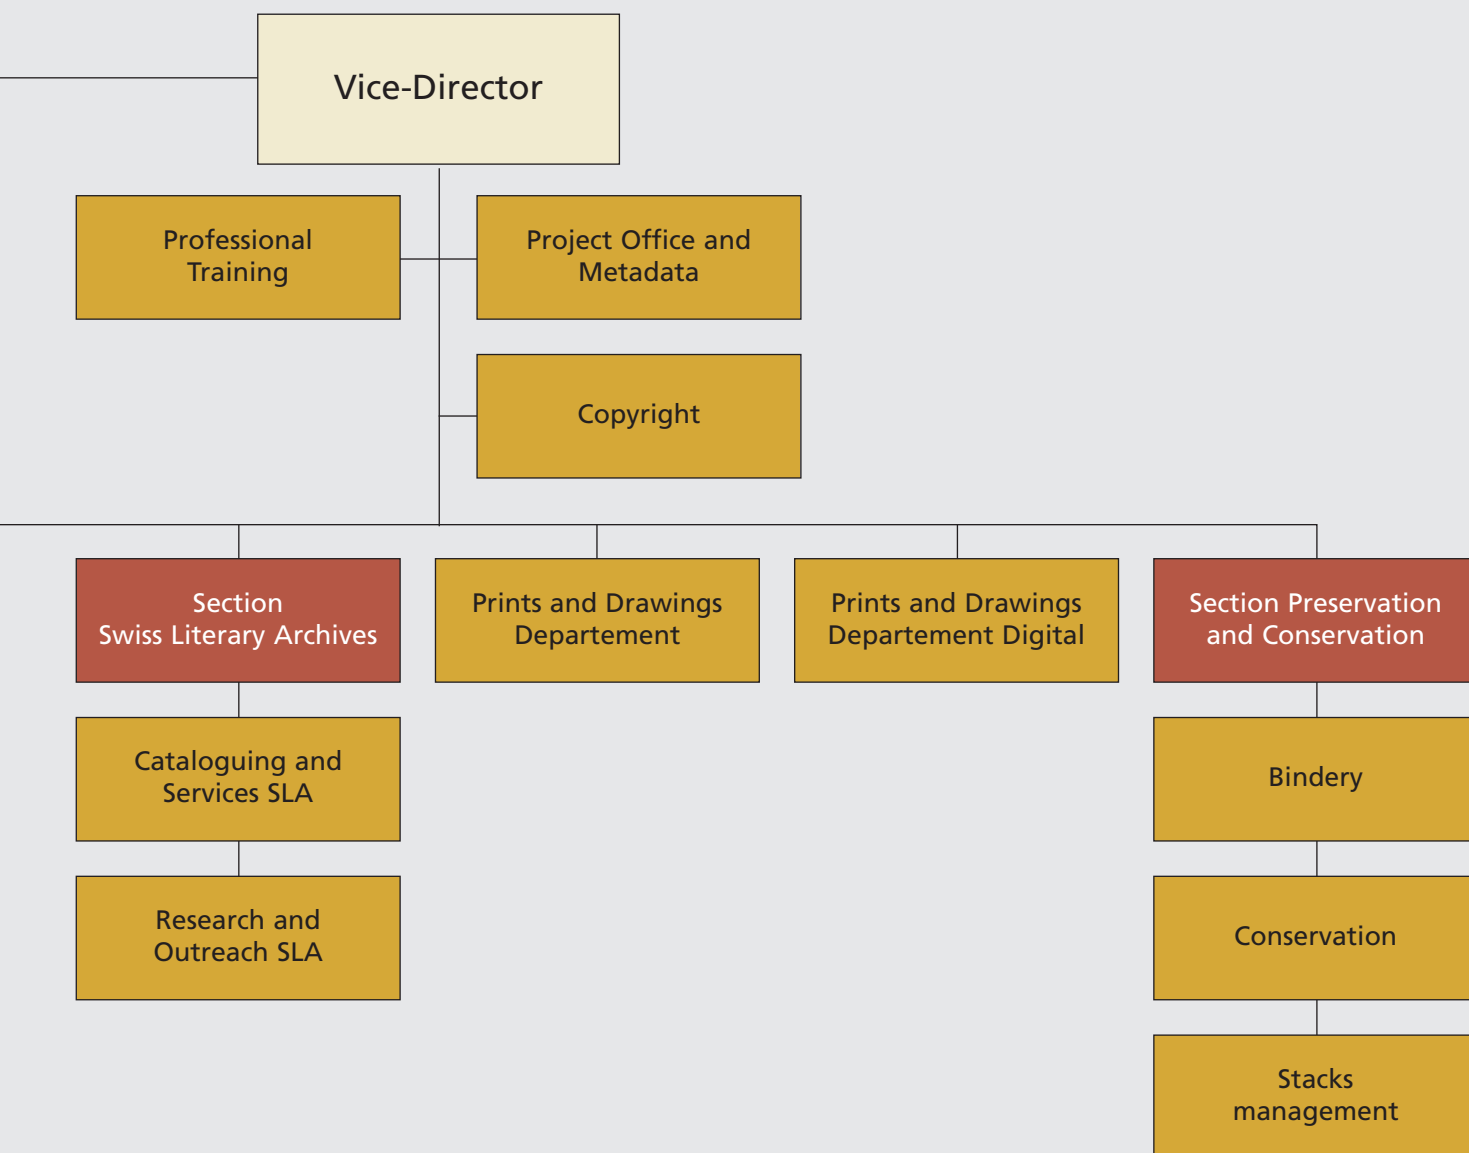 Vice-Director
Professional
Training
Project Office and
Metadata
Copyright
Section
Swiss Literary Archives
Prints and Drawings
Departement
Prints and Drawings
Departement Digital
Section Preservation
and Conservation
Cataloguing and
Services SLA
Bindery
Research and
Outreach SLA
Conservation
Stacks
management